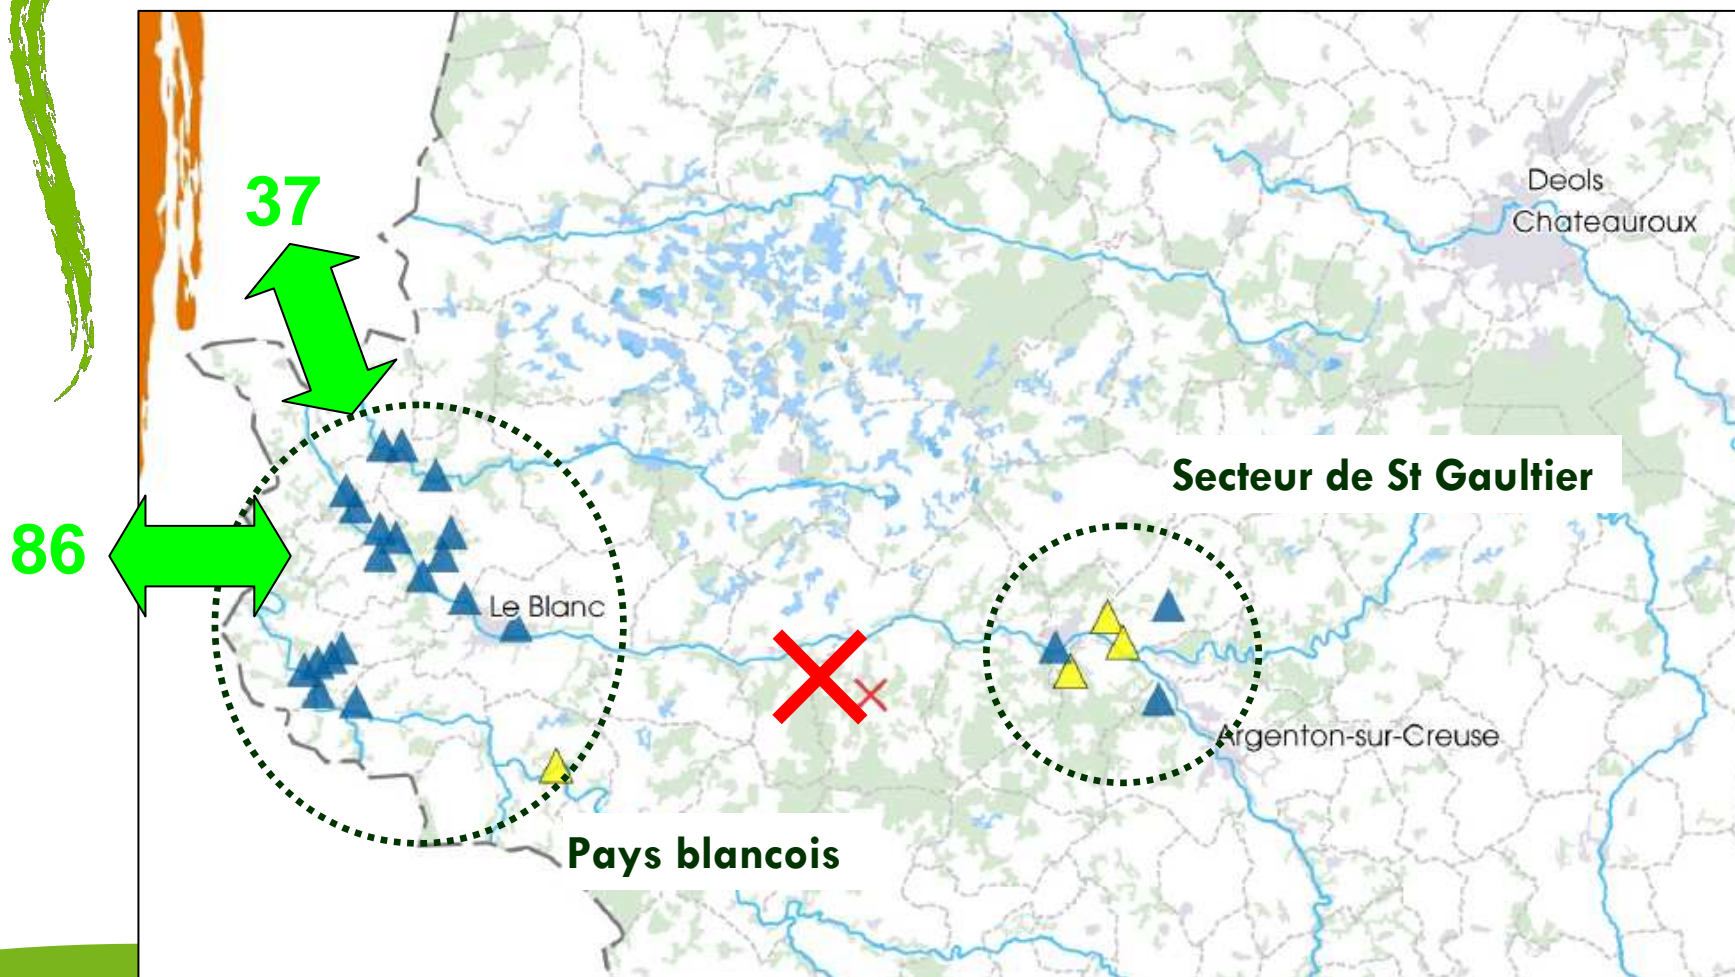 37
Deols
Chateauroux
Secteur de St Gaultier
86
Le Blanc
Argenton-sur-Creuse
Pays blancois